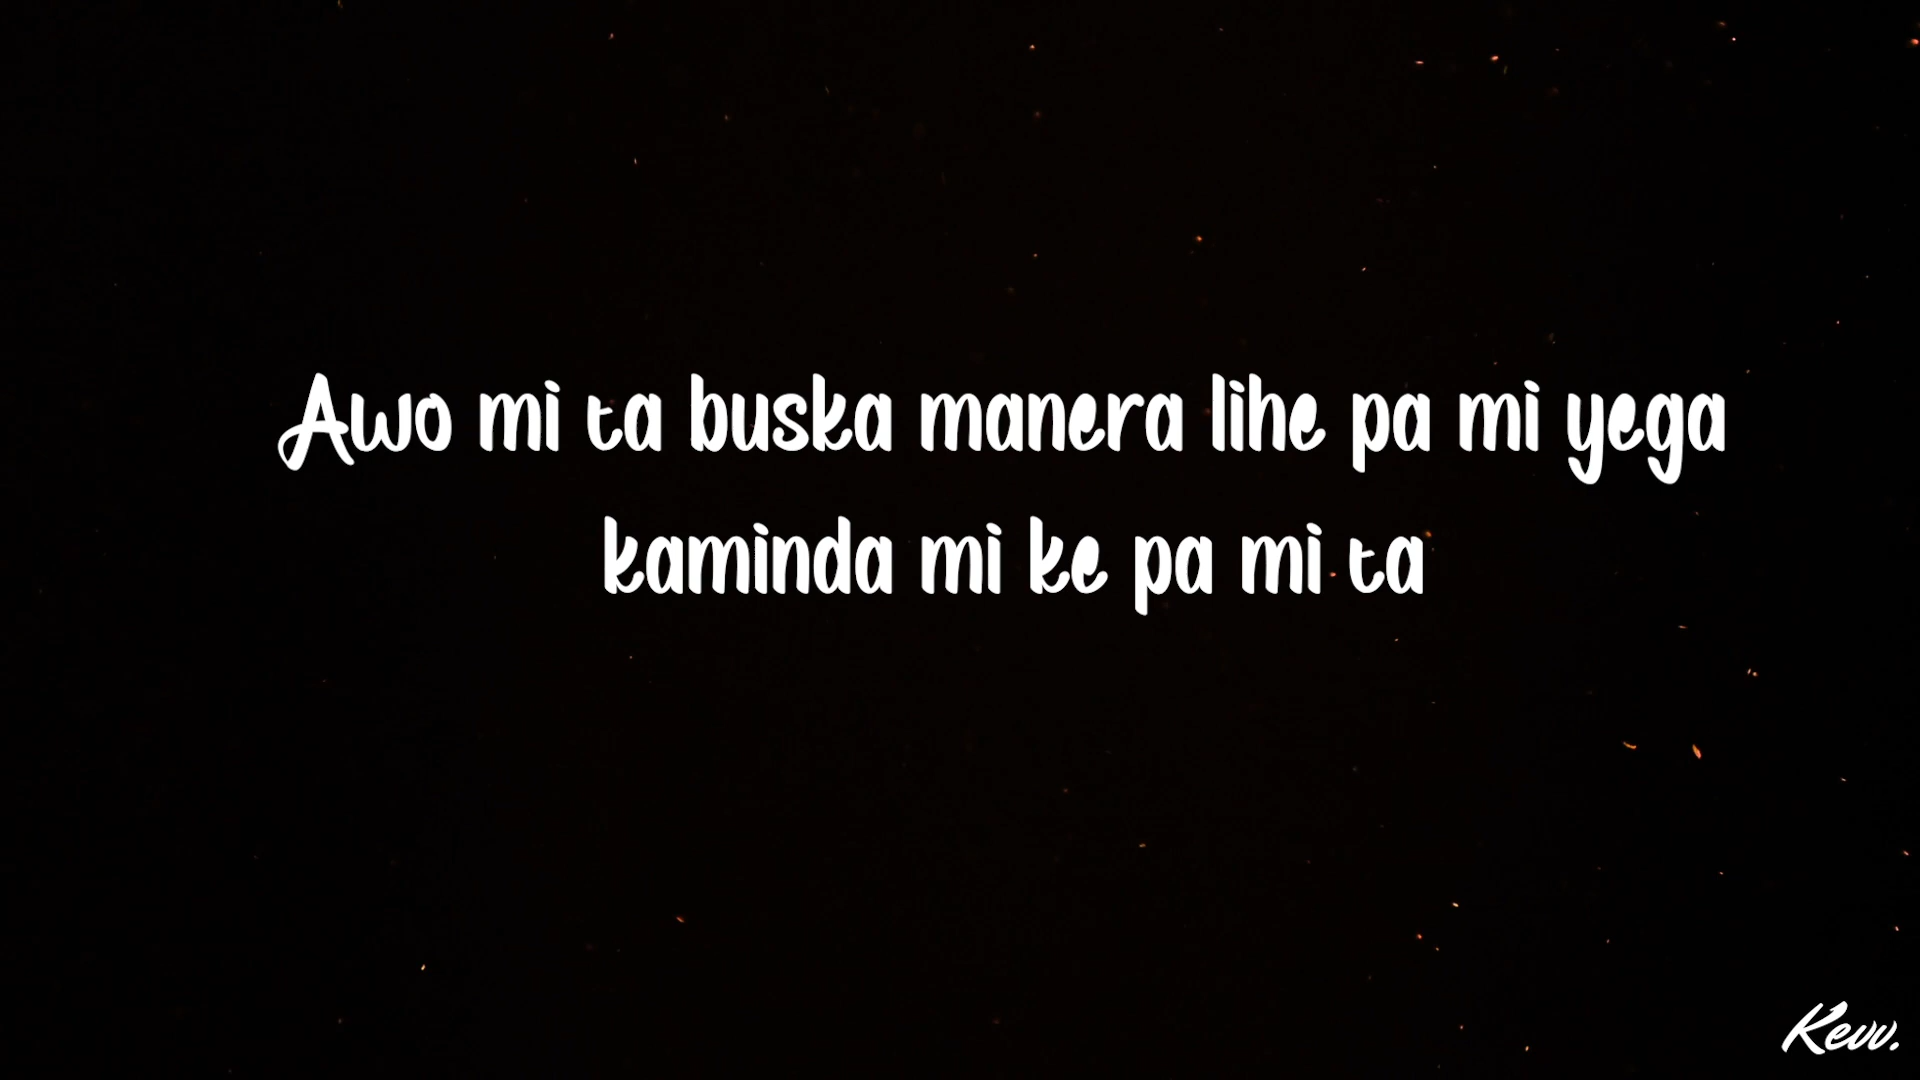 Awo mi ta buska manera lihe pa mi yega
kaminda mi ke pa mi ta
Kevv.